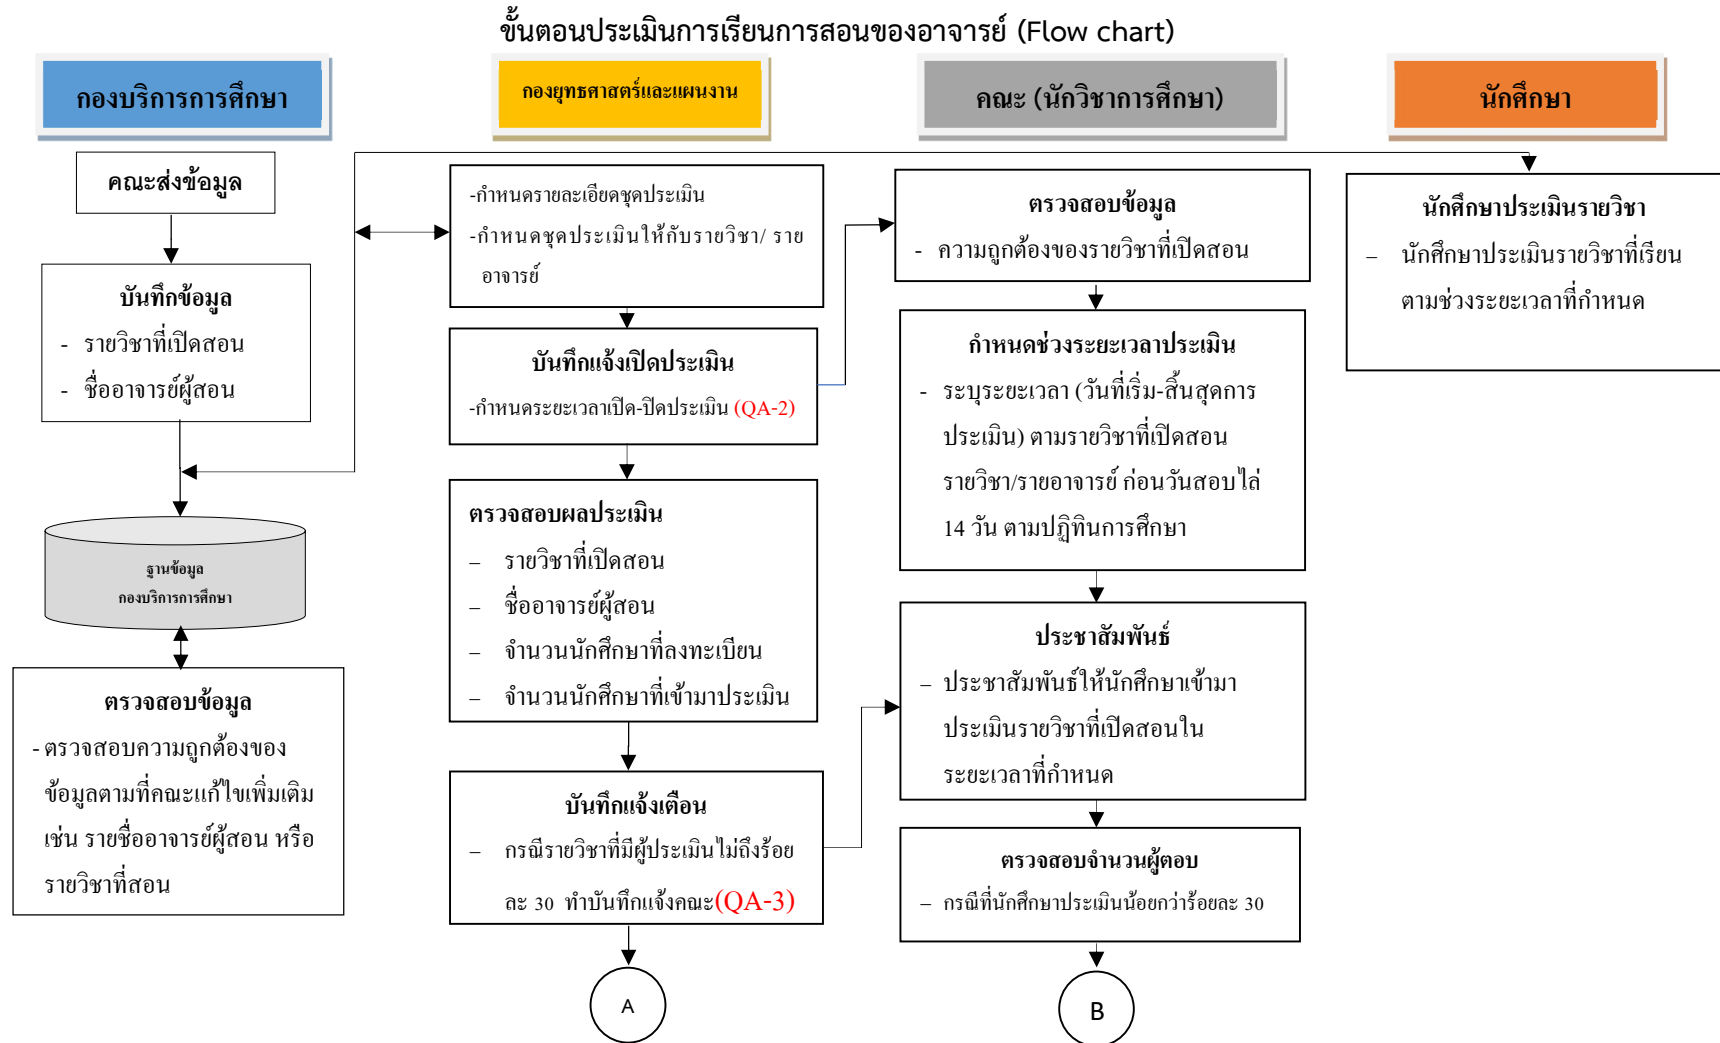 ขั้นตอนประเมินการเรียนการสอนของอาจารย์ (Flow chart)
กองบริการการศึกษา
กองยุทธศาสตร์และแผนงาน
คณะ (นักวิชาการศึกษา)
นักศึกษา
คณะส่งข้อมูล
บันทึกข้อมูล
- รายวิชาที่เปิดสอน
- ชื่ออาจารย์ผู้สอน
ฐานข้อมูล
กองบริการการศึกษา
ตรวจสอบข้อมูล
- ตรวจสอบความถูกต้องของ
ข้อมูลตามที่คณะแก้ไขเพิ่มเติม
เช่น รายชื่ออาจารย์ผู้สอน หรือ
รายวิชาที่สอน
-กำหนดรายละเอียดชุดประเมิน
-กำหนดชุดประเมินให้กับรายวิชา/ ราย
อาจารย์
บันทึกแจ้งเปิดประเมิน
-กำหนดระยะเวลาเปิด-ปิดประเมิน (QA-2)
ตรวจสอบผลประเมิน
– รายวิชาที่เปิดสอน
– ชื่ออาจารย์ผู้สอน
– จำนวนนักศึกษาที่ลงทะเบียน
– จำนวนนักศึกษาที่เข้ามาประเมิน
บันทึกแจ้งเตือน
– กรณีรายวิชาที่มีผู้ประเมินไม่ถึงร้อย
ละ 30 ทำบันทึกแจ้งคณะ(QA-3)
A
ตรวจสอบข้อมูล
- ความถูกต้องของรายวิชาที่เปิดสอน
กำหนดช่วงระยะเวลาประเมิน
- ระบุระยะเวลา (วันที่เริ่ม-สิ้นสุดการ
ประเมิน) ตามรายวิชาที่เปิดสอน
รายวิชา/รายอาจารย์ ก่อนวันสอบไล่
14 วัน ตามปฏิทินการศึกษา
ประชาสัมพันธ์
– ประชาสัมพันธ์ให้นักศึกษาเข้ามา
ประเมินรายวิชาที่เปิดสอนใน
ระยะเวลาที่กำหนด
ตรวจสอบจำนวนผู้ตอบ
– กรณีที่นักศึกษาประเมินน้อยกว่าร้อยละ 30
B
นักศึกษาประเมินรายวิชา
– นักศึกษาประเมินรายวิชาที่เรียน
ตามช่วงระยะเวลาที่กำหนด